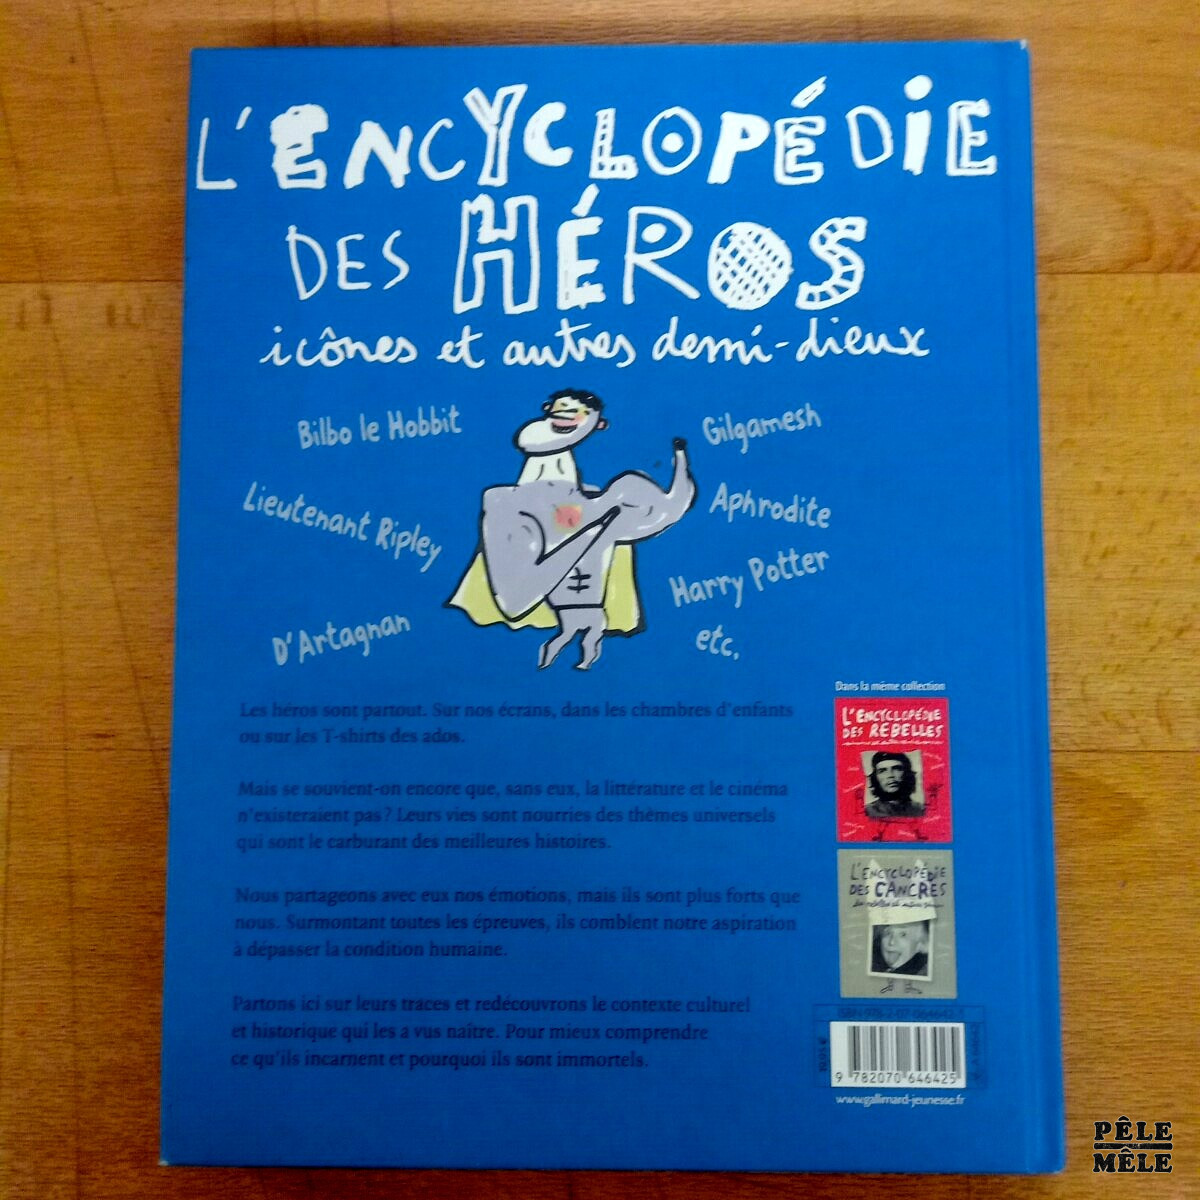 L'ENCYCLOPÉDIE
DES HÉROS
icônes et autres demi-dieux
Bilbo le Hobbit
Gilgamesh
Lieutenant Ripley
Aphrodite
Harry Potter
D'Artagnan
etc.
Les héros sont partout. Sur nos écrans, dans les chambres d'enfants
ou sur les T-shirts des ados.
Mais se souvient-on encore que, sans eux, la littérature et le cinéma
n'existeraient pas ? Leurs vies sont nourries des thèmes universels
qui sont le carburant des meilleures histoires.
Nous partageons avec eux nos émotions, mais ils sont plus forts que
nous. Surmontant toutes les épreuves, ils comblent notre aspiration
à dépasser la condition humaine.
Partons ici sur leurs traces et redécouvrons le contexte culturel
et historique qui les a vus naître. Pour mieux comprendre
ce qu'ils incarnent et pourquoi ils sont immortels.
Dans la même collection
L'ENCYCLOPÉDIE
DES REBELLES
L'ENCYCLOPÉDIE
DES CANCRES
ISBN 978-2-07-064642-5
9 782070 646425
www.gallimard-jeunesse.fr
PÊLE
MÊLE